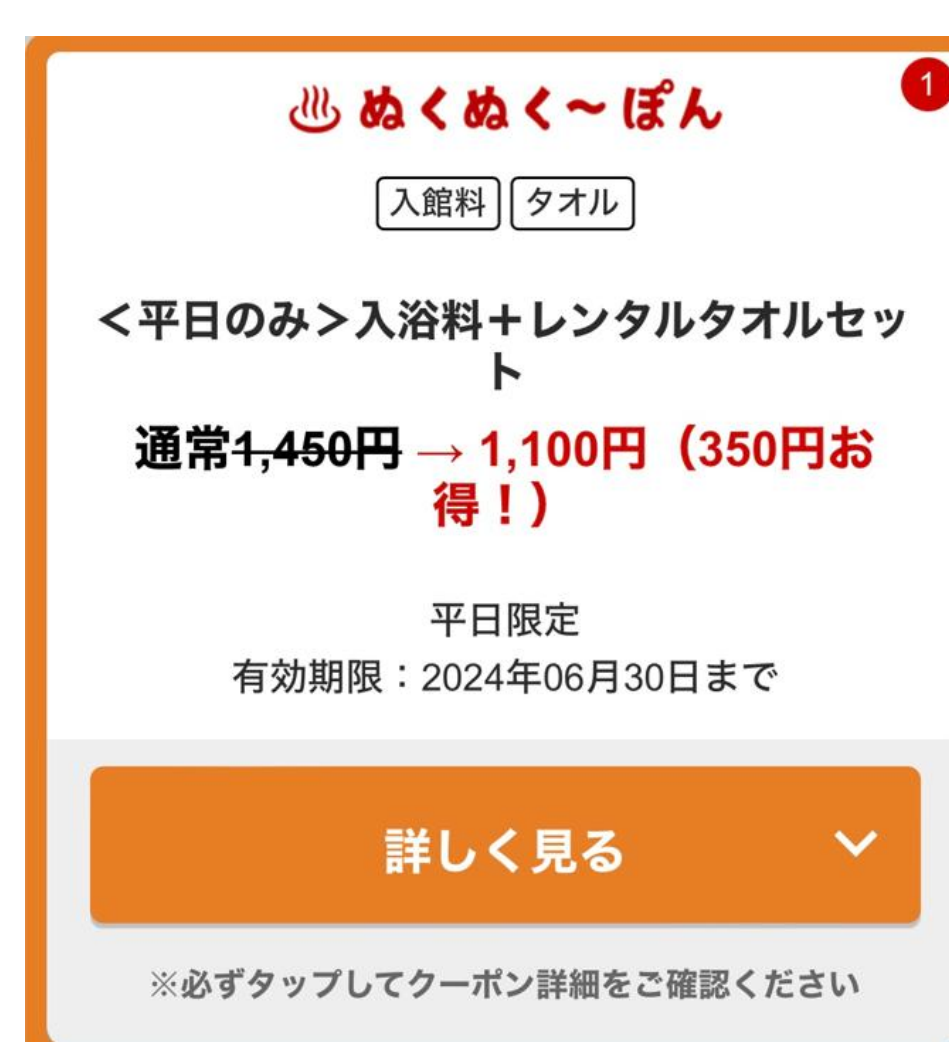 1
♨ ぬくぬく～ぽん
入館料 タオル
＜平日のみ＞入浴料＋レンタルタオルセッ
ト
通常1,450円 → 1,100円（350円お
得！）
平日限定
有効期限：2024年06月30日まで
詳しく見る
※必ずタップしてクーポン詳細をご確認ください